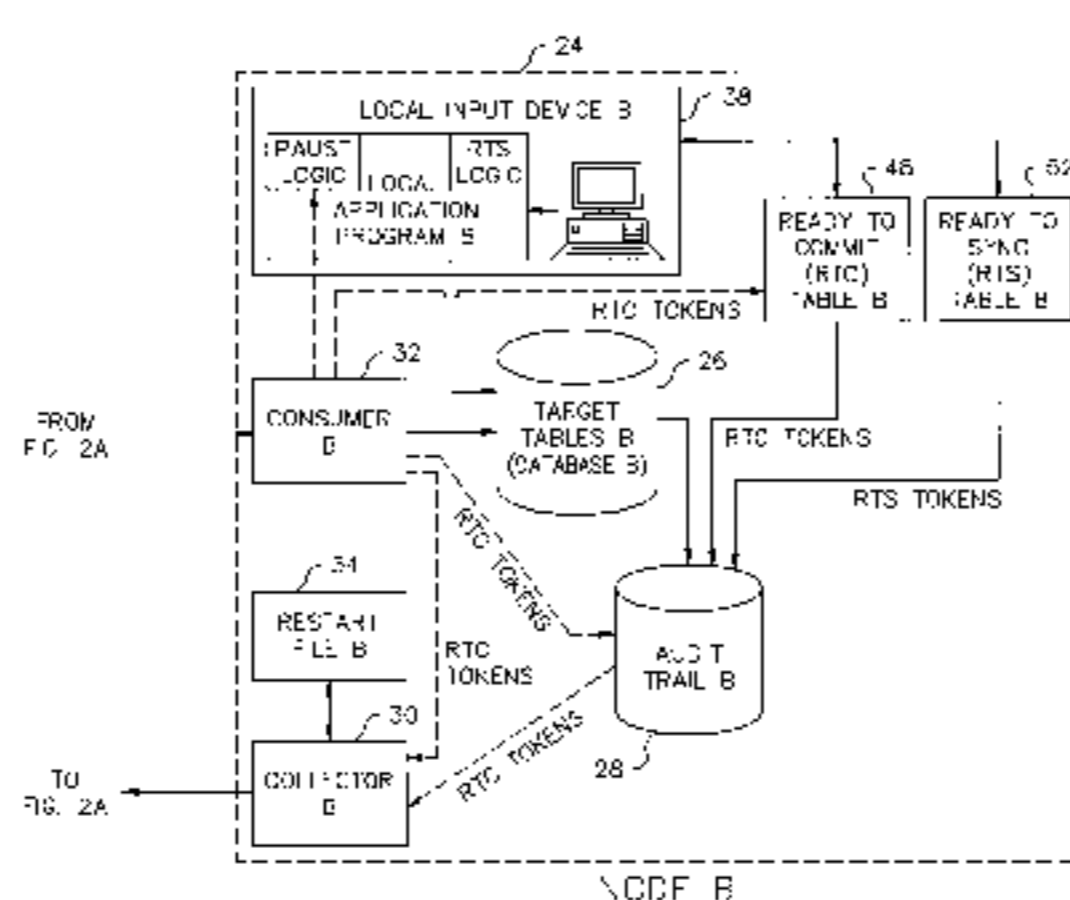 24
LOCAL INPUT DEVICE B
38
PAUSE
LOGIC
RTS
LOGIC
LOCAL
APPLICATION
PROGRAM B
READY TO
COMMIT
(RTC)
TABLE B
52
READY TO
SYNC
(RTS)
TABLE B
RTC TOKENS
32
CONSUMER
B
FROM
FIG. 2A
26
TARGET
TABLES B
(DATABASE B)
RTC TOKENS
RTS TOKENS
RTC TOKENS
34
RESTART
FILE B
RTC
TOKENS
AUDIT
TRAIL B
28
RTC TOKENS
30
COLLECTOR
B
TO
FIG. 2A
B